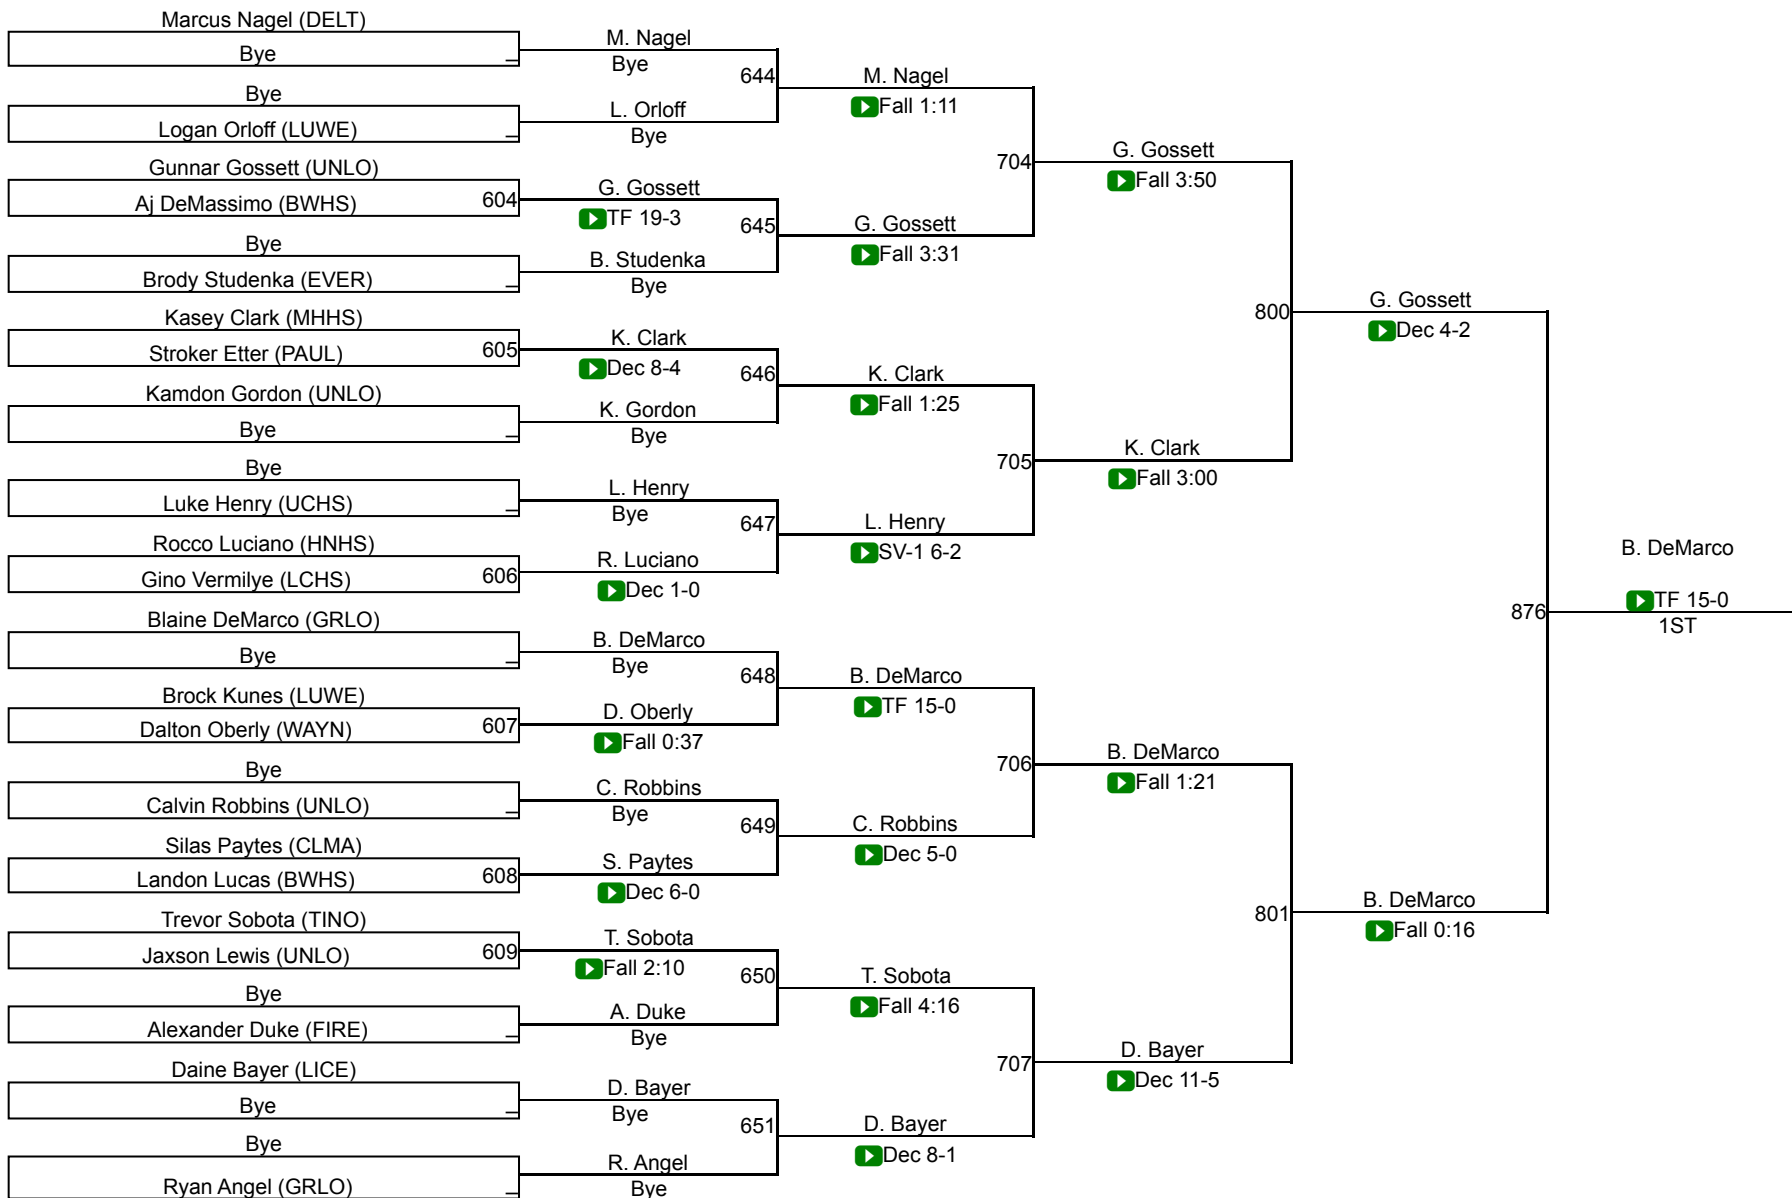 Marcus Nagel (DELT)
Bye
Bye
Logan Orloff (LUWE)
Gunnar Gossett (UNLO)
Aj DeMassimo (BWHS)
604
Bye
Brody Studenka (EVER)
Kasey Clark (MHHS)
Stroker Etter (PAUL)
605
Kamdon Gordon (UNLO)
Bye
Bye
Luke Henry (UCHS)
Rocco Luciano (HNHS)
Gino Vermilye (LCHS)
606
Blaine DeMarco (GRLO)
Bye
Brock Kunes (LUWE)
Dalton Oberly (WAYN)
607
Bye
Calvin Robbins (UNLO)
Silas Paytes (CLMA)
Landon Lucas (BWHS)
608
Trevor Sobota (TINO)
Jaxson Lewis (UNLO)
609
Bye
Alexander Duke (FIRE)
Daine Bayer (LICE)
Bye
Bye
Ryan Angel (GRLO)
M. Nagel
Bye
644
L. Orloff
Bye
G. Gossett
TF 19-3
645
B. Studenka
Bye
K. Clark
Dec 8-4
646
K. Gordon
Bye
L. Henry
Bye
647
R. Luciano
Dec 1-0
B. DeMarco
Bye
648
D. Oberly
Fall 0:37
C. Robbins
Bye
649
S. Paytes
Dec 6-0
T. Sobota
Fall 2:10
650
A. Duke
Bye
D. Bayer
Bye
651
R. Angel
Bye
M. Nagel
Fall 1:11
704
G. Gossett
Fall 3:31
K. Clark
Fall 1:25
705
L. Henry
SV-1 6-2
B. DeMarco
TF 15-0
706
C. Robbins
Dec 5-0
T. Sobota
Fall 4:16
707
D. Bayer
Dec 8-1
G. Gossett
Fall 3:50
800
K. Clark
Fall 3:00
B. DeMarco
Fall 1:21
801
D. Bayer
Dec 11-5
G. Gossett
Dec 4-2
876
B. DeMarco
Fall 0:16
B. DeMarco
TF 15-0
1ST